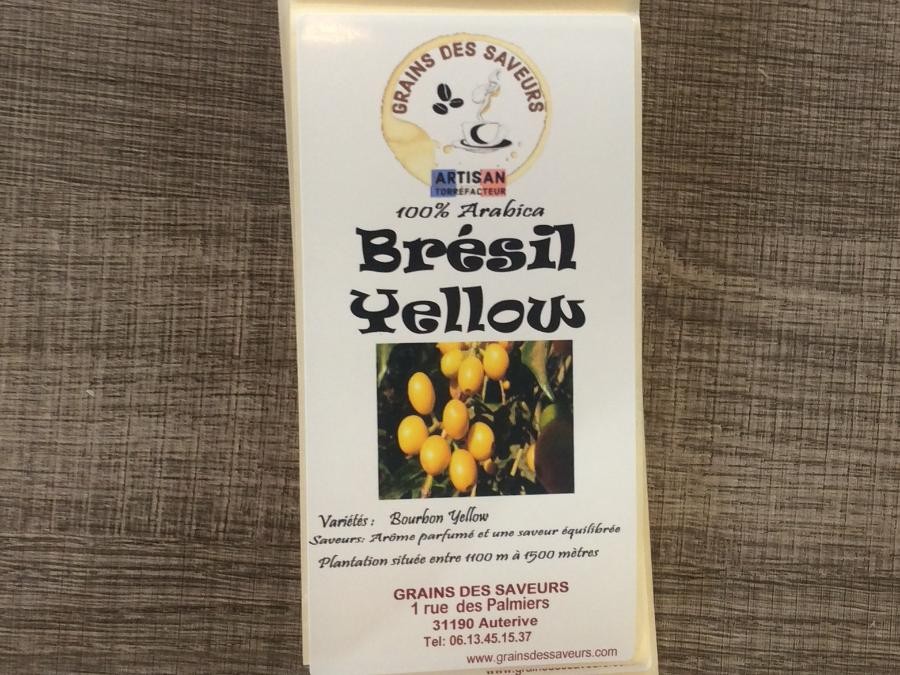 GRAINS DES SAVEURS
ARTISAN
TORREFACTEUR
100% Arabica
Brésil
Yellow
Variétés : Bourbon Yellow
Saveurs: Arôme parfumé et une saveur équilibrée
Plantation située entre 1100 m à 1500 mètres
GRAINS DES SAVEURS
1 rue des Palmiers
31190 Auterive
Tel: 06.13.45.15.37
www.grainsdessaveurs.com